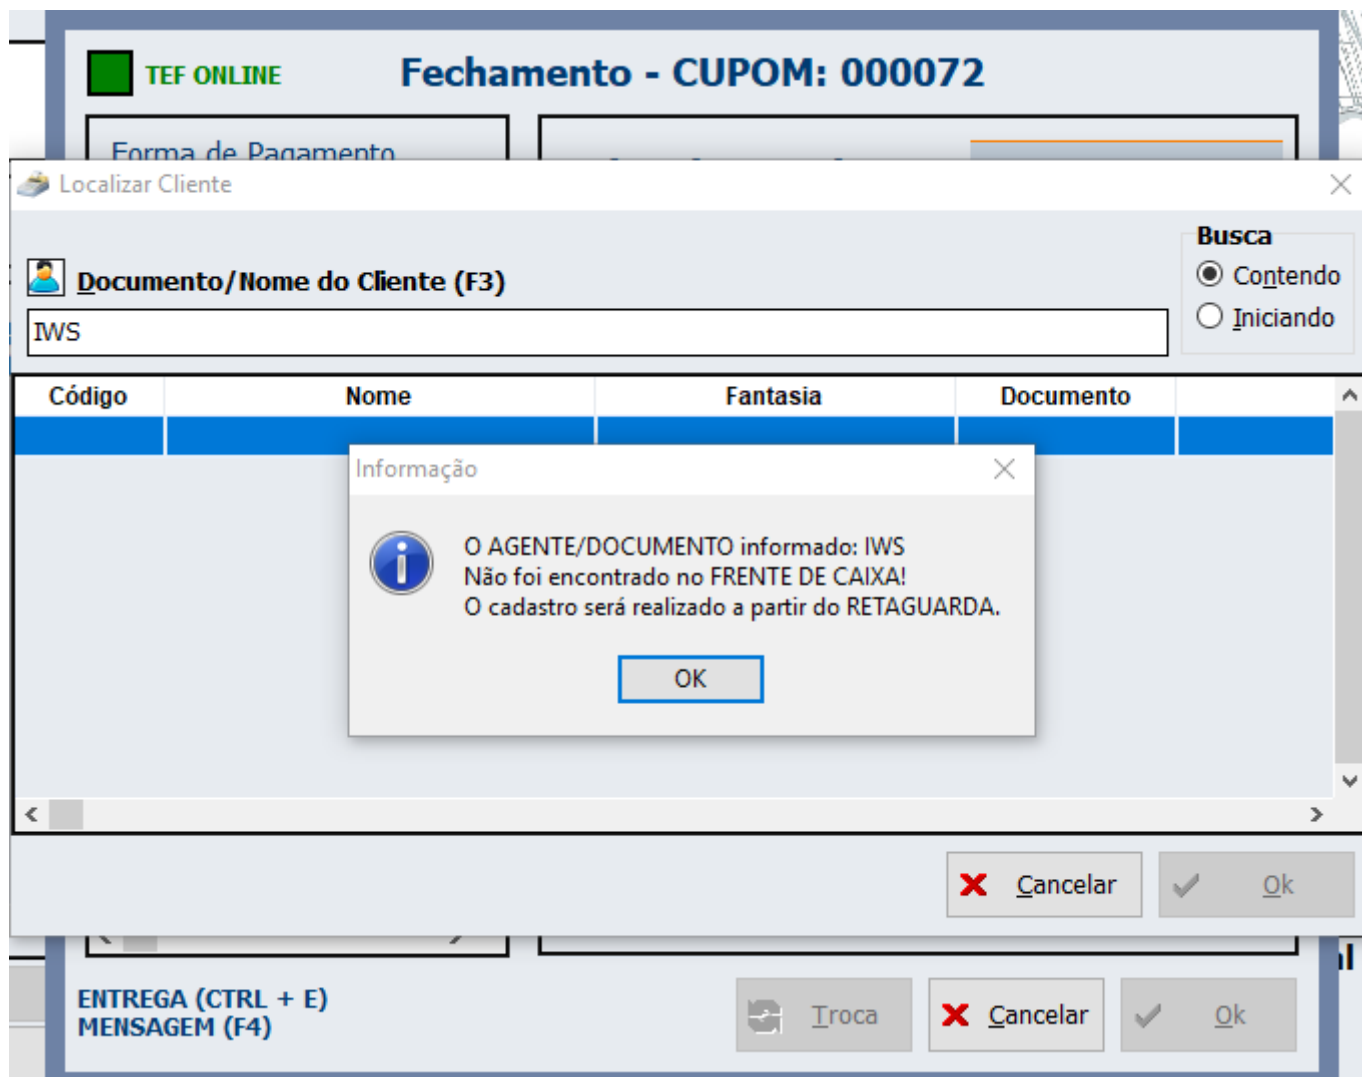 TEF ONLINE
Fechamento - CUPOM: 000072
Forma de Pagamento
Localizar Cliente
Busca
Contendo
Iniciando
Documento/Nome do Cliente (F3)
IWS
Código Nome Fantasia Documento
Informação
O AGENTE/DOCUMENTO informado: IWS
Não foi encontrado no FRENTE DE CAIXA!
O cadastro será realizado a partir do RETAGUARDA.
OK
Cancelar Ok
ENTREGA (CTRL + E)
MENSAGEM (F4)
Troca Cancelar Ok